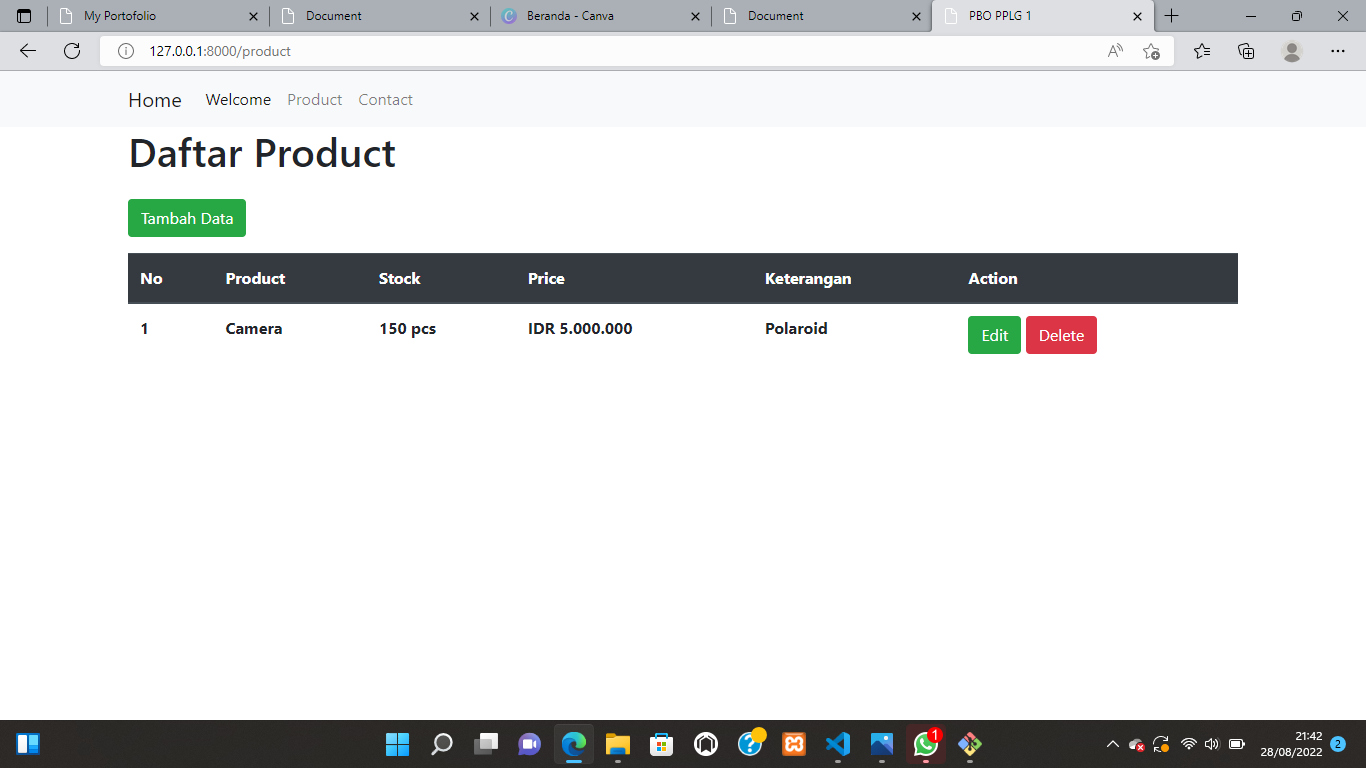 My Portofolio
Document
Beranda - Canva
Document
PBO PPLG 1
127.0.0.1:8000/product
Home Welcome Product Contact
Daftar Product
Tambah Data
No Product Stock Price Keterangan Action
1 Camera 150 pcs IDR 5.000.000 Polaroid Edit Delete
1
21:42
28/08/2022
2